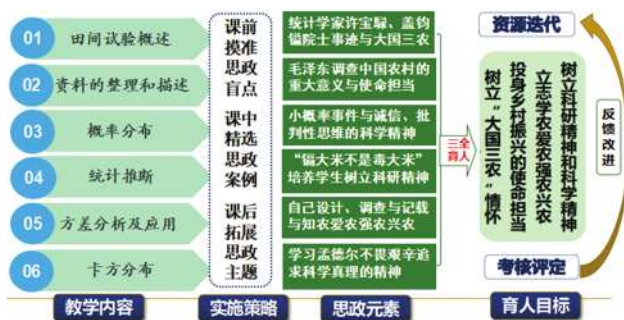 01
田间试验概述
02
资料的整理和描述
03
概率分布
04
统计推断
05
方差分析及应用
06
卡方分布
课前
摸准
思政
盲点
课中
精选
思政
案例
课后
拓展
思政
主题
统计学家许宝騄、盖钧
镒院士事迹与大国三农
毛泽东调查中国农村的
重大意义与使命担当
小概率事件与诚信、批
判性思维的科学精神
“镉大米不是毒大米”
培养学生树立科研精神
自己设计、调查与记载
与知农爱农强农兴农
学习孟德尔不畏艰辛追
求科学真理的精神
三全
育人
资源迭代
树立科研精神和科学精神
立志学农爱农强农兴农
投身乡村振兴的使命担当
树立“大国三农”情怀
考核评定
反馈改进
教学内容
实施策略
思政元素
育人目标